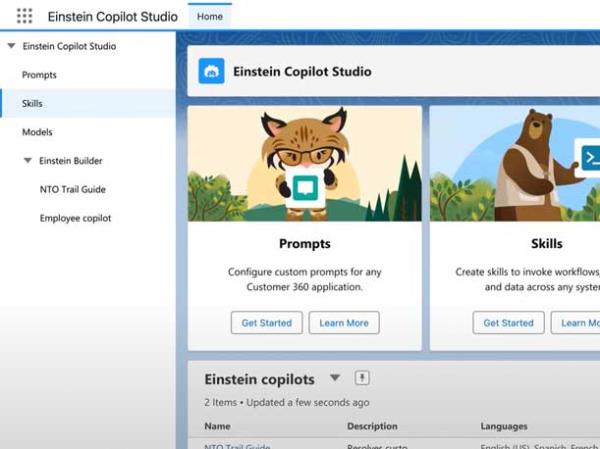 Einstein Copilot Studio
Home
Einstein Copilot Studio
Prompts
Skills
Models
Einstein Builder
NTO Trail Guide
Employee copilot
Einstein Copilot Studio
Prompts
Configure custom prompts for any
Customer 360 application.
Get Started
Learn More
Skills
Create skills to invoke workflows,
and data across any syste
Get Started
Learn Mo
Einstein copilots
2 Items • Updated a few seconds ago
Name Description Languages
NTO Trail Guide Resolves custo English (US), Spanish, French